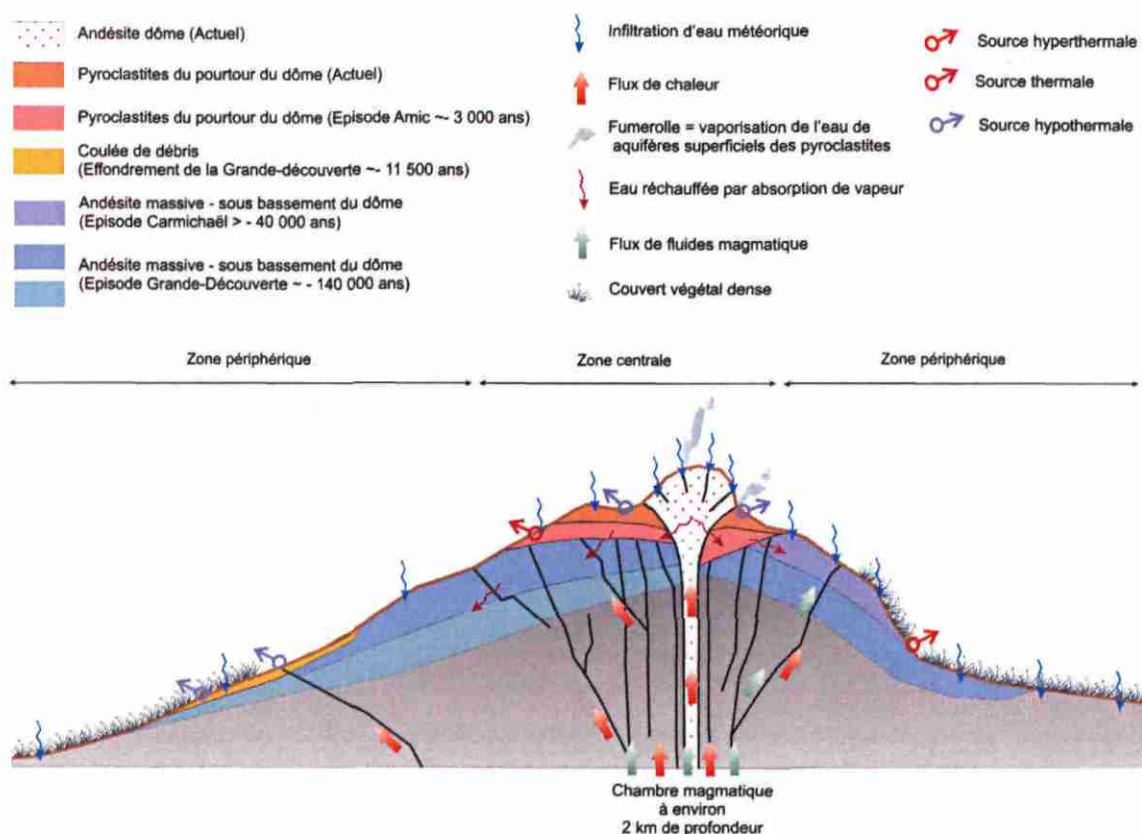 Andésite dôme (Actuel)
Pyroclastites du pourtour du dôme (Actuel)
Pyroclastites du pourtour du dôme (Episode Amic ~- 3 000 ans)
Coulée de débris
(Effondrement de la Grande-découverte ~- 11 500 ans)
Andésite massive - sous bassement du dôme
(Episode Carmichaël > - 40 000 ans)
Andésite massive - sous bassement du dôme
(Episode Grande-Découverte ~ - 140 000 ans)
Infiltration d'eau météorique
Flux de chaleur
Fumerolle = vaporisation de l'eau de
aquifères superficiels des pyroclastites
Eau réchauffée par absorption de vapeur
Flux de fluides magmatique
Couvert végétal dense
Source hyperthermale
Source thermale
Source hypothermale
Zone périphérique
Zone centrale
Zone périphérique
Chambre magmatique
à environ
2 km de profondeur